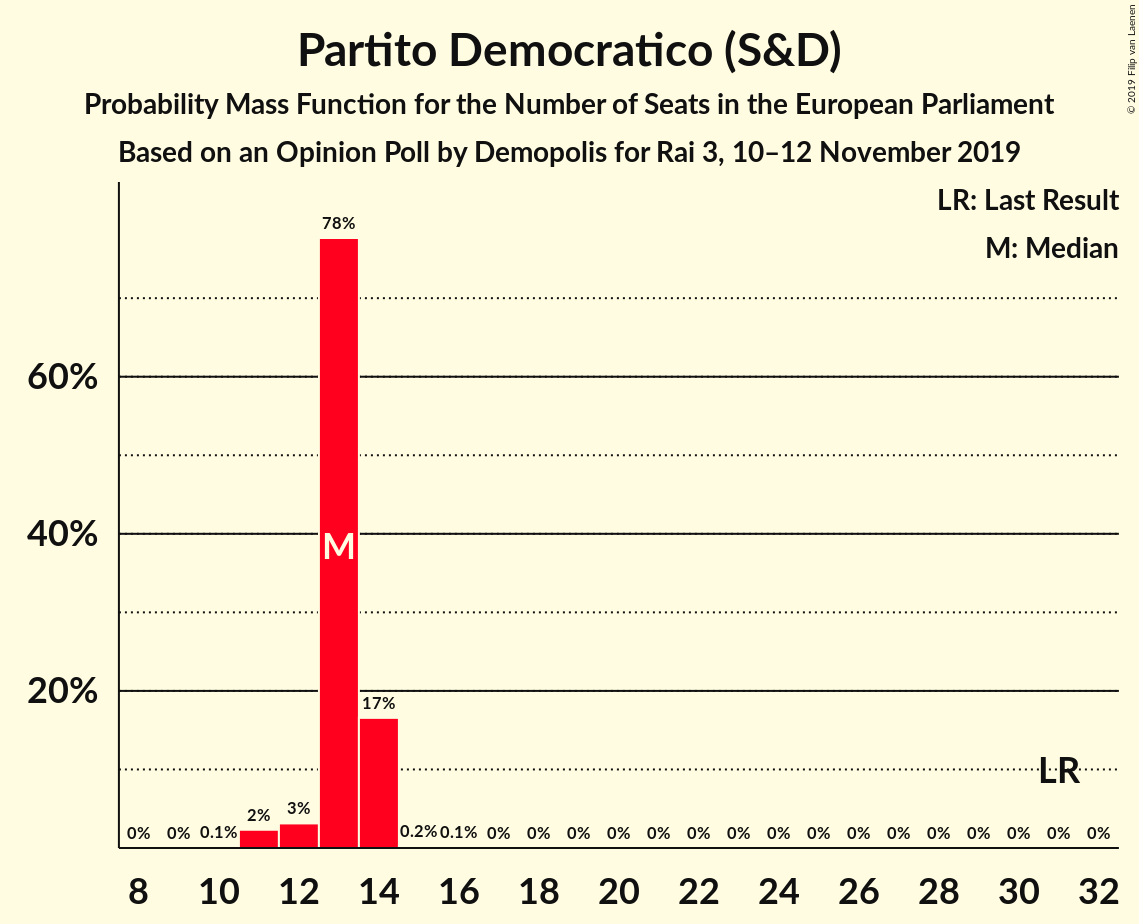 Partito Democratico (S&D)
Probability Mass Function for the Number of Seats in the European Parliament
Based on an Opinion Poll by Demopolis for Rai 3, 10–12 November 2019
© 2019 Filip van Laenen
LR: Last Result
M: Median
78%
60%
40%
M
20%
17%
LR
0% 0% 0.1% 2% 3% 0.2% 0.1% 0% 0% 0% 0% 0% 0% 0% 0% 0% 0% 0% 0% 0% 0% 0% 0%
8 10 12 14 16 18 20 22 24 26 28 30 32